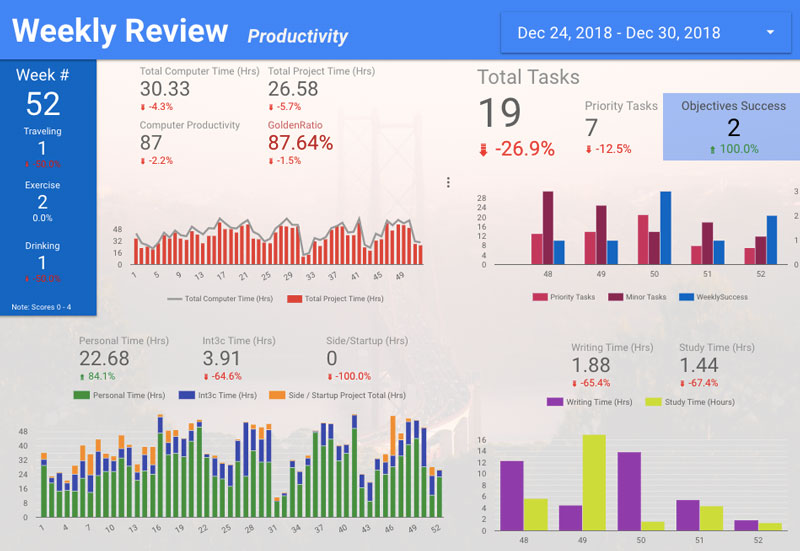 Weekly Review Productivity
Dec 24, 2018 - Dec 30, 2018
Week #
52
Traveling
1
Exercise
2
0.0%
Drinking
1
Note: Scores 0 - 4
Total Computer Time (Hrs) Total Project Time (Hrs)
30.33 26.58
-4.3% -5.7%
Computer Productivity GoldenRatio
87 87.64%
-2.2% -1.5%
Total Tasks
19
-26.9%
Priority Tasks
7
-12.5%
Objectives Success
2
100.0%
48
32
16
0
1 5 9 13 17 21 25 29 33 37 41 45 49
Total Computer Time (Hrs) Total Project Time (Hrs)
28
24
20
16
12
8
4
0
3
2
1
0
48 49 50 51 52
Priority Tasks Minor Tasks WeeklySuccess
Personal Time (Hrs) Int3c Time (Hrs) Side/Startup (Hrs)
22.68 3.91 0
84.1% -64.6% -100.0%
Personal Time (Hrs) Int3c Time (Hrs) Side / Startup Project Total (Hrs)
48
40
32
24
16
8
0
1 4 7 10 13 16 19 22 25 28 31 34 37 40 43 46 49 52
Writing Time (Hrs) Study Time (Hrs)
1.88 1.44
-65.4% -67.4%
Writing Time (Hrs) Study Time (Hours)
16
14
12
10
8
6
4
2
0
48 49 50 51 52